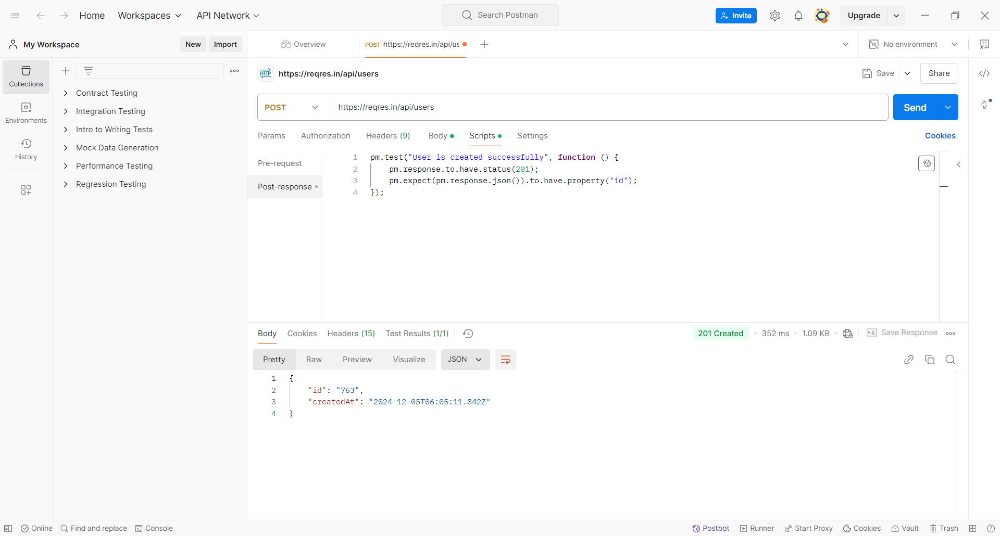 Home
Workspaces
API Network
Search Postman
Invite
Upgrade
My Workspace
New
Import
Overview
POST https://reqres.in/api/us
No environment
Collections
Environments
History
Contract Testing
Integration Testing
Intro to Writing Tests
Mock Data Generation
Performance Testing
Regression Testing
HTTP https://reqres.in/api/users
Save
Share
POST
https://reqres.in/api/users
Send
Params
Authorization
Headers (9)
Body
Scripts
Settings
Cookies
Pre-request
Post-response
1 pm.test("User is created successfully", function () {
2 pm.response.to.have.status(201);
3 pm.expect(pm.response.json()).to.have.property("id");
4 });
Body
Cookies
Headers (15)
Test Results (1/1)
201 Created
352 ms
1.09 KB
e.g. Save Response
Pretty
Raw
Preview
Visualize
JSON
1 {
2 "id": "763",
3 "createdAt": "2024-12-05T06:05:11.842Z"
4 }
Online
Find and replace
Console
Postbot
Runner
Start Proxy
Cookies
Vault
Trash